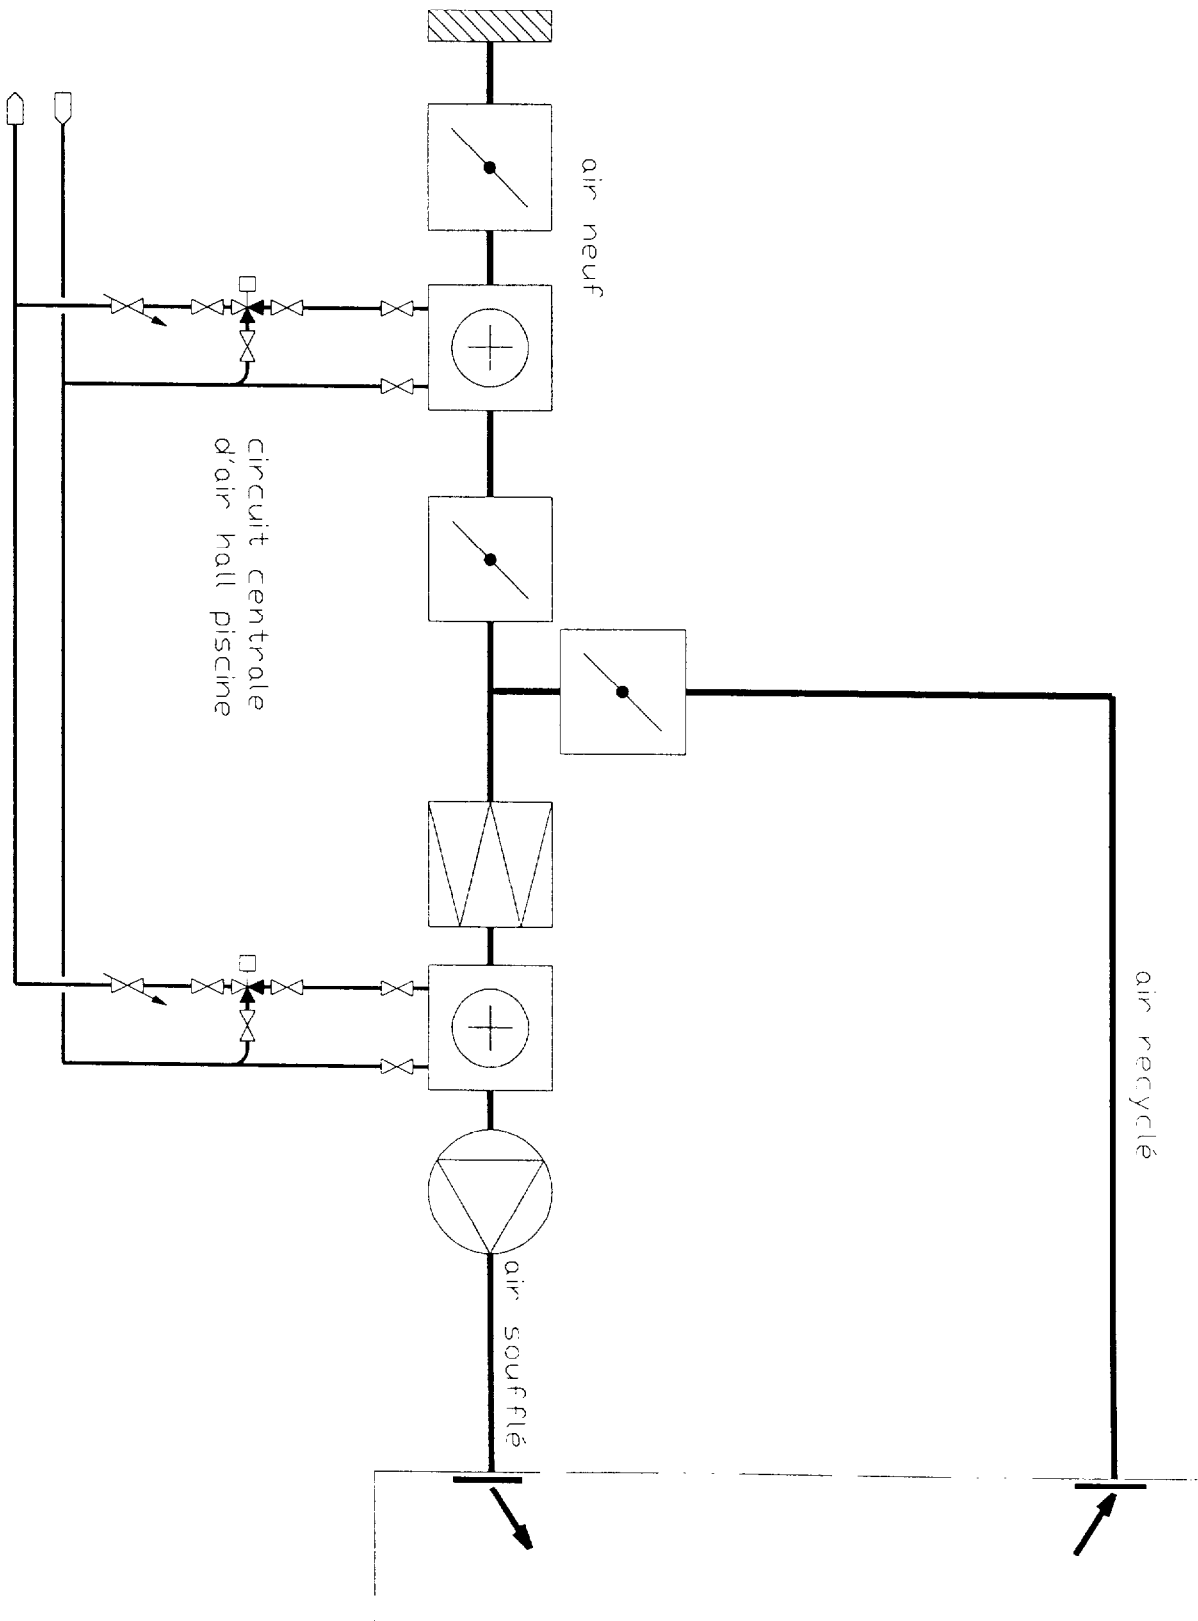 air neuf
circuit centrale
d'air hall piscine
air recyclé
air soufflé